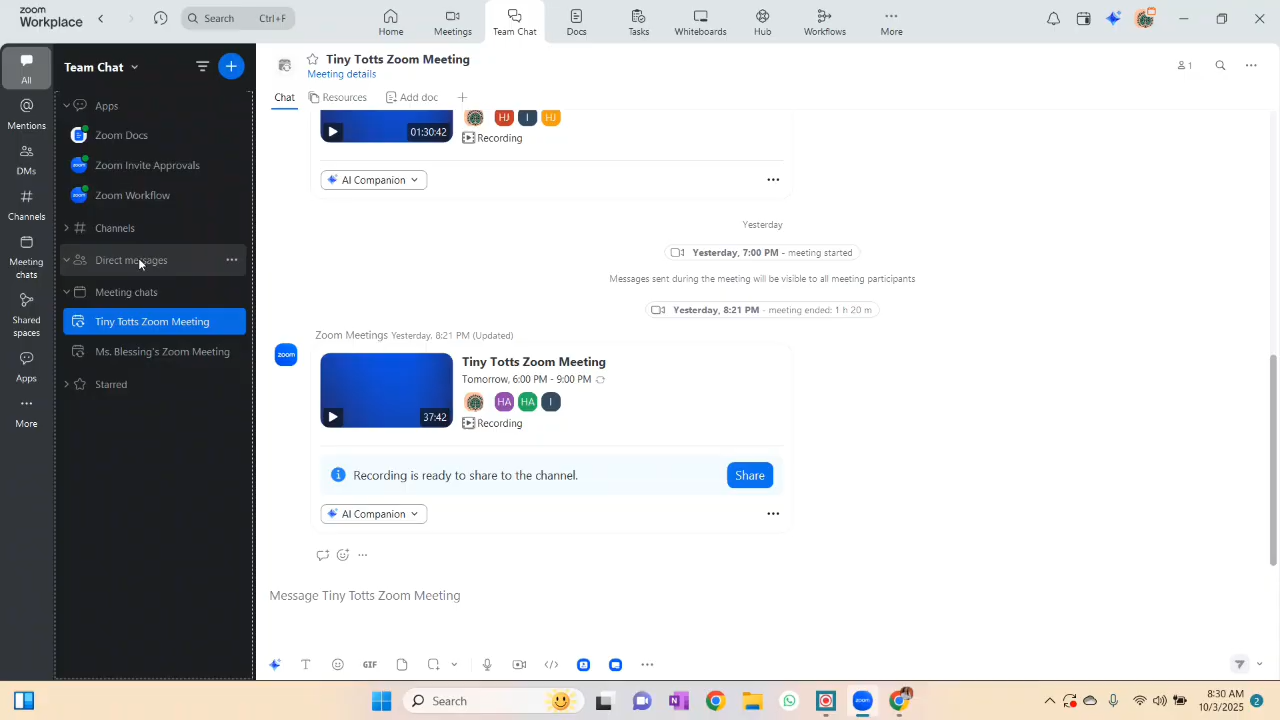 zoom
Workplace
Search Ctrl+F
Home
Meetings
Team Chat
Docs
Tasks
Whiteboards
Hub
Workflows
More
All
Mentions
DMs
Channels
Meeting
chats
Shared
spaces
Apps
More
Team Chat
Apps
Zoom Docs
zoom Zoom Invite Approvals
zoom Zoom Workflow
Channels
Direct messages
Meeting chats
Tiny Totts Zoom Meeting
Ms. Blessing's Zoom Meeting
Starred
Tiny Totts Zoom Meeting
Meeting details
1
Chat
Resources
Add doc
01:30:42
HJ I HJ
Recording
AI Companion
Yesterday
Yesterday, 7:00 PM - meeting started
Messages sent during the meeting will be visible to all meeting participants
Yesterday, 8:21 PM - meeting ended: 1 h 20 m
Zoom Meetings Yesterday, 8:21 PM (Updated)
zoom
Tiny Totts Zoom Meeting
Tomorrow, 6:00 PM - 9:00 PM
HA HA I
37:42
Recording
Recording is ready to share to the channel.
Share
AI Companion
Message Tiny Totts Zoom Meeting
GIF
Search
zoom
8:30 AM
10/3/2025
2